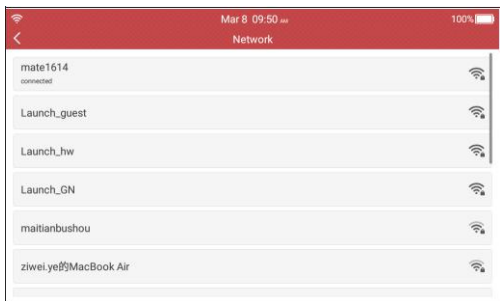 Mar 8 09:50 AM
100%
Network
mate1614
connected
Launch_guest
Launch_hw
Launch_GN
maitianbushou
ziwei.ye的MacBook Air